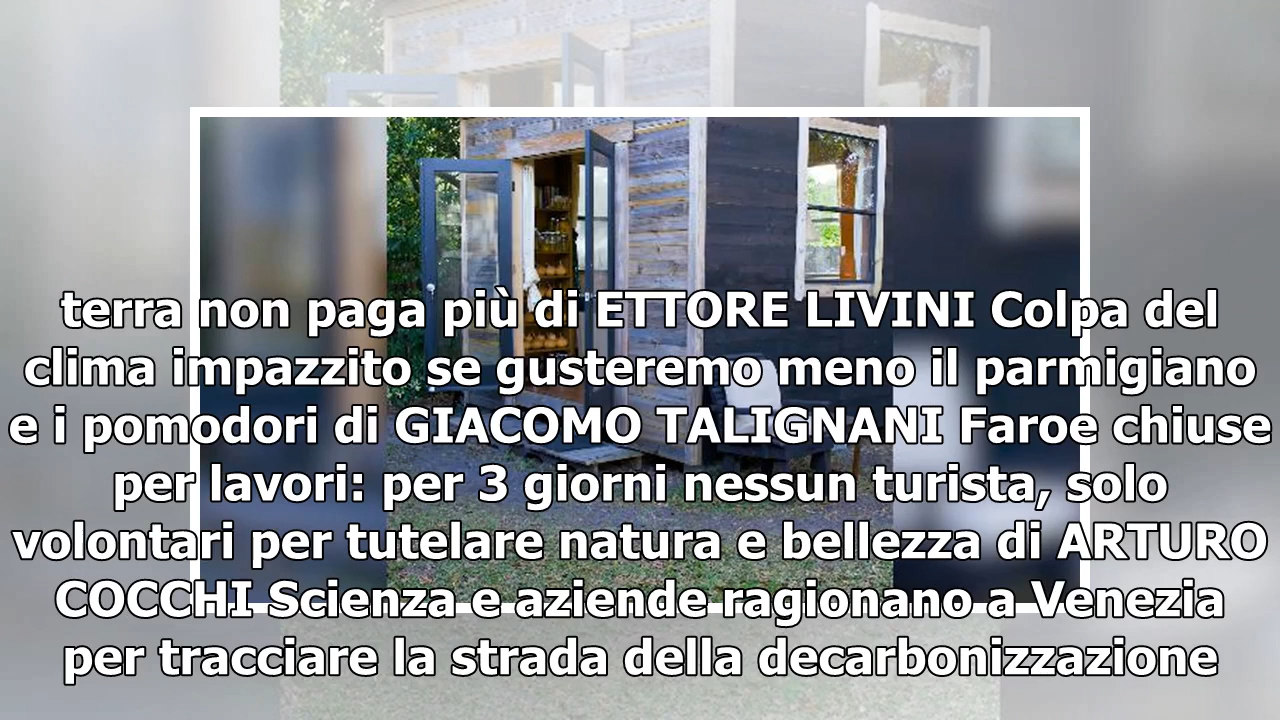 terra non paga più di ETTORE LIVINI Colpa del
clima impazzito se gusteremo meno il parmigiano
e i pomodori di GIACOMO TALIGNANI Faroe chiuse
per lavori: per 3 giorni nessun turista, solo
volontari per tutelare natura e bellezza di ARTURO
COCCHI Scienza e aziende ragionano a Venezia
per tracciare la strada della decarbonizzazione